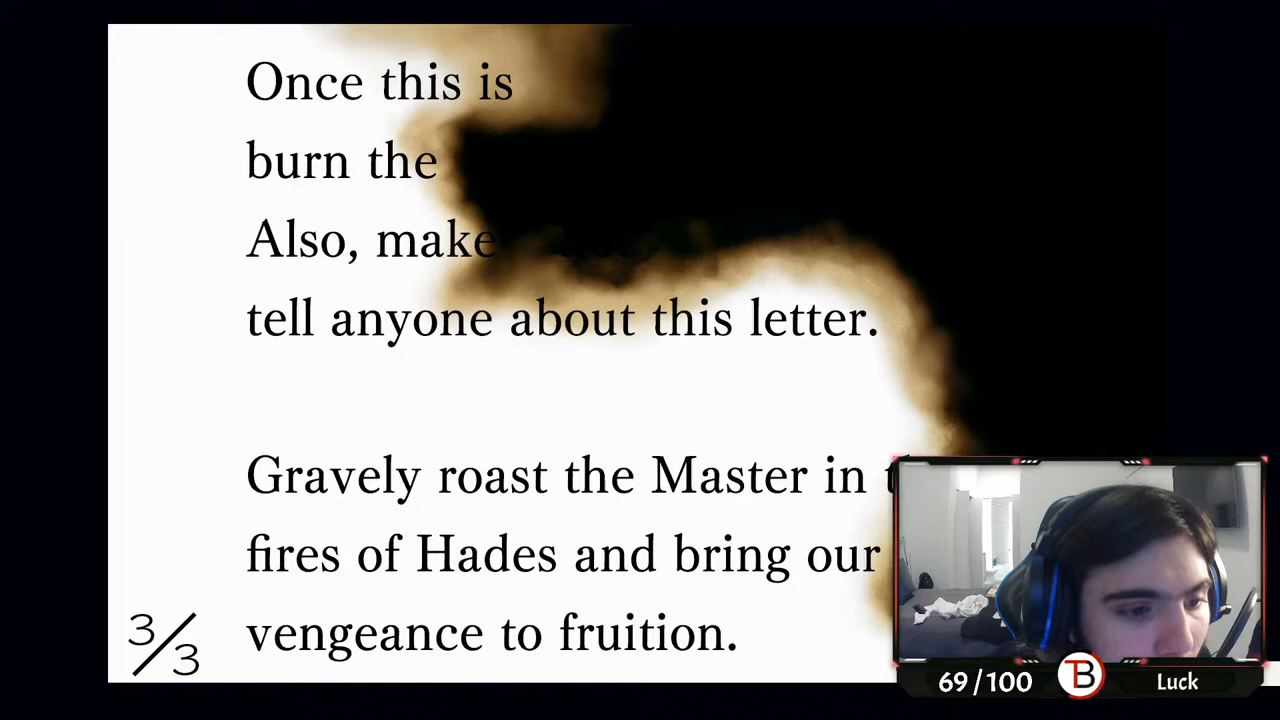 Once this is
burn the
Also, make
tell anyone about this letter.
Gravely roast the Master in
fires of Hades and bring our
vengeance to fruition.
3/3
69/100
TB
Luck